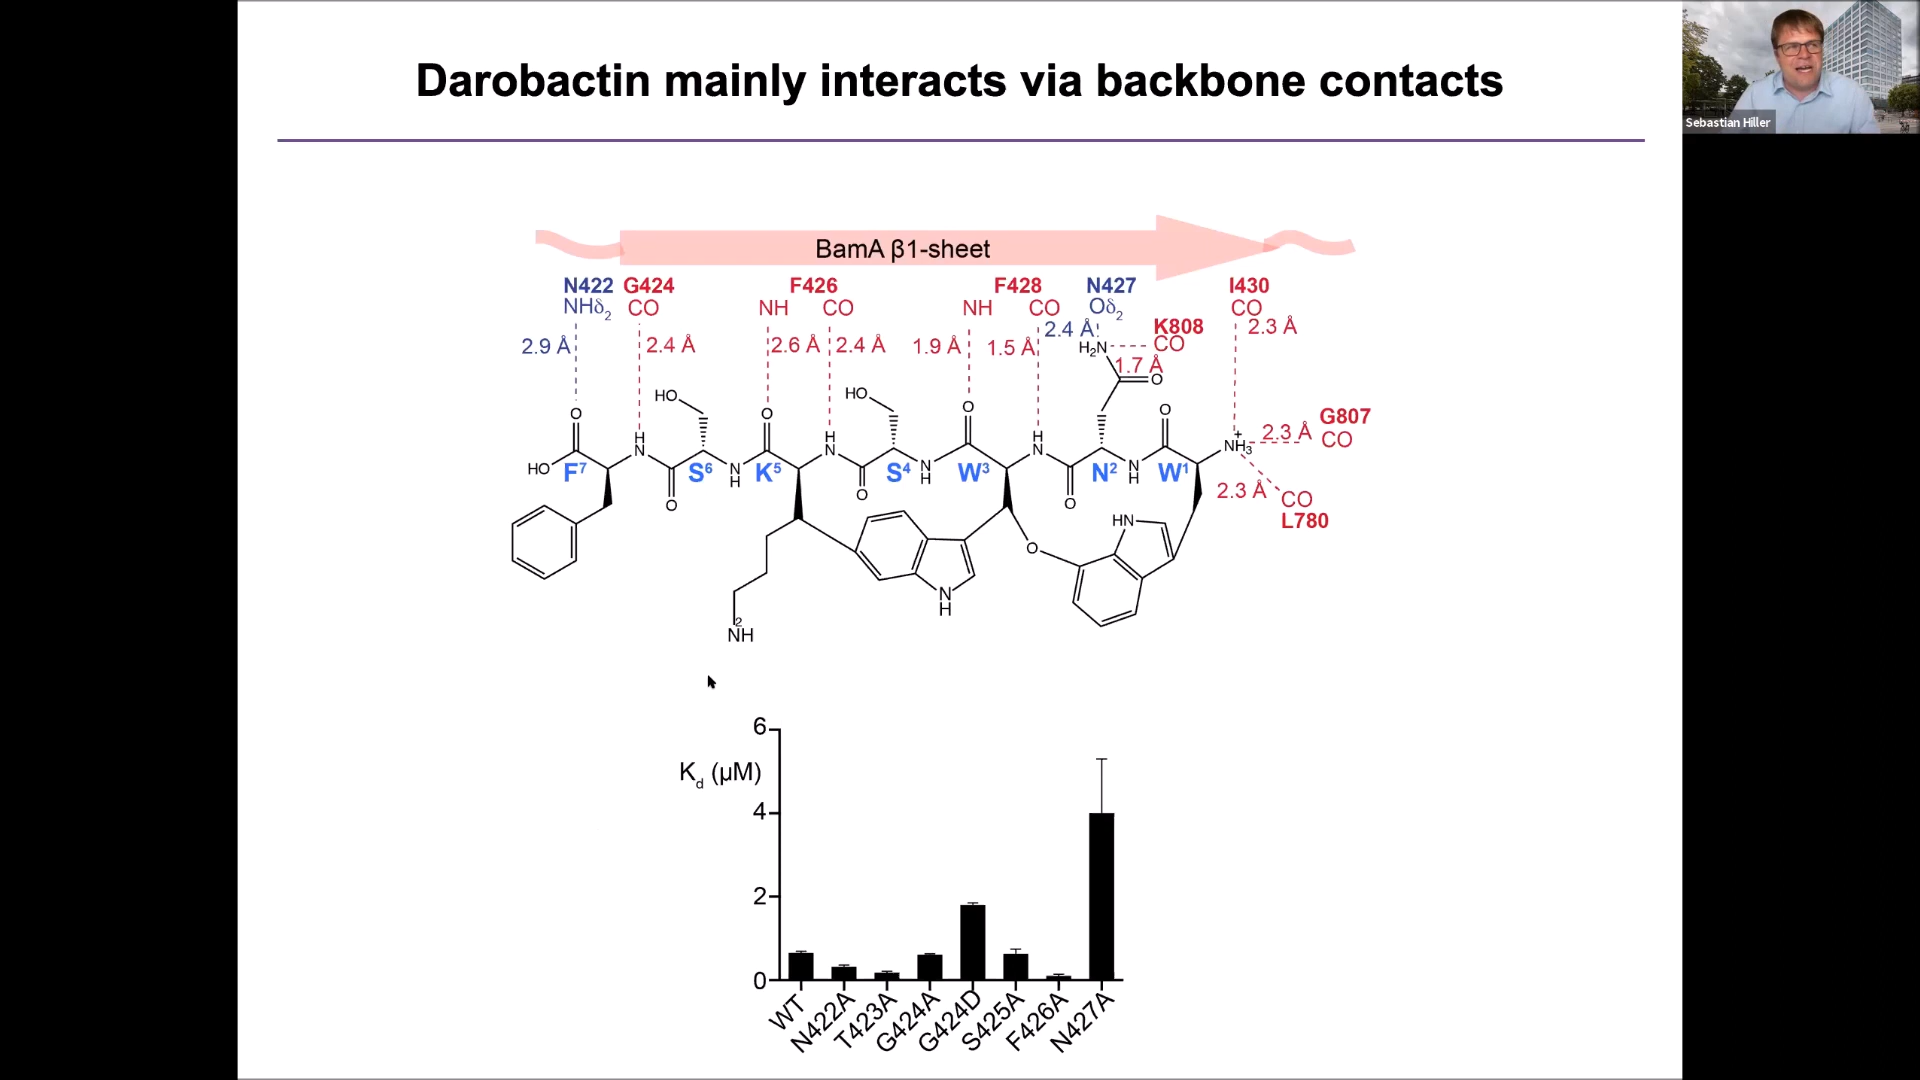 Darobactin mainly interacts via backbone contacts
Sebastian Hiller
BamA β1-sheet
N422 G424 F426 F428 N427 I430
NHδ2 CO NH CO NH CO Oδ2 CO
2.4 Å K808 2.3 Å
2.9 Å 2.4 Å 2.6 Å 2.4 Å 1.9 Å 1.5 Å H2N CO
1.7 Å
O
HO HO
O O O O G807
H H H NH3+ 2.3 Å CO
N N N
HO F7 S6 N H K5 S4 N H W3 N2 N H W1
O O O 2.3 Å CO
HN L780
O
N
H
2
NH
6
Kd (µM)
4
2
0
WT N422A T423A G424A G424D S425A F426A N427A